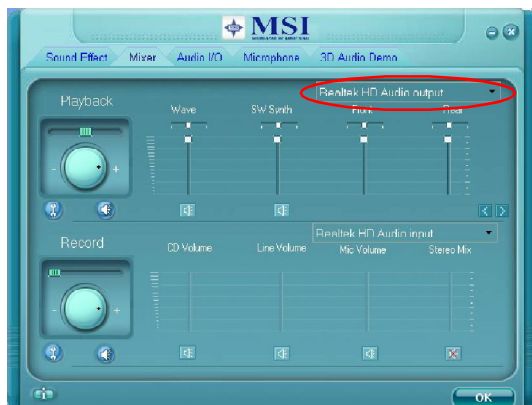 MSI
Sound Effect Mixer Audio I/O Microphone 3D Audio Demo
Realtek HD Audio output
Playback
Wave SW Synth Front Rear
- +
Realtek HD Audio input
Record
CD Volume Line Volume Mic Volume Stereo Mix
- +
OK